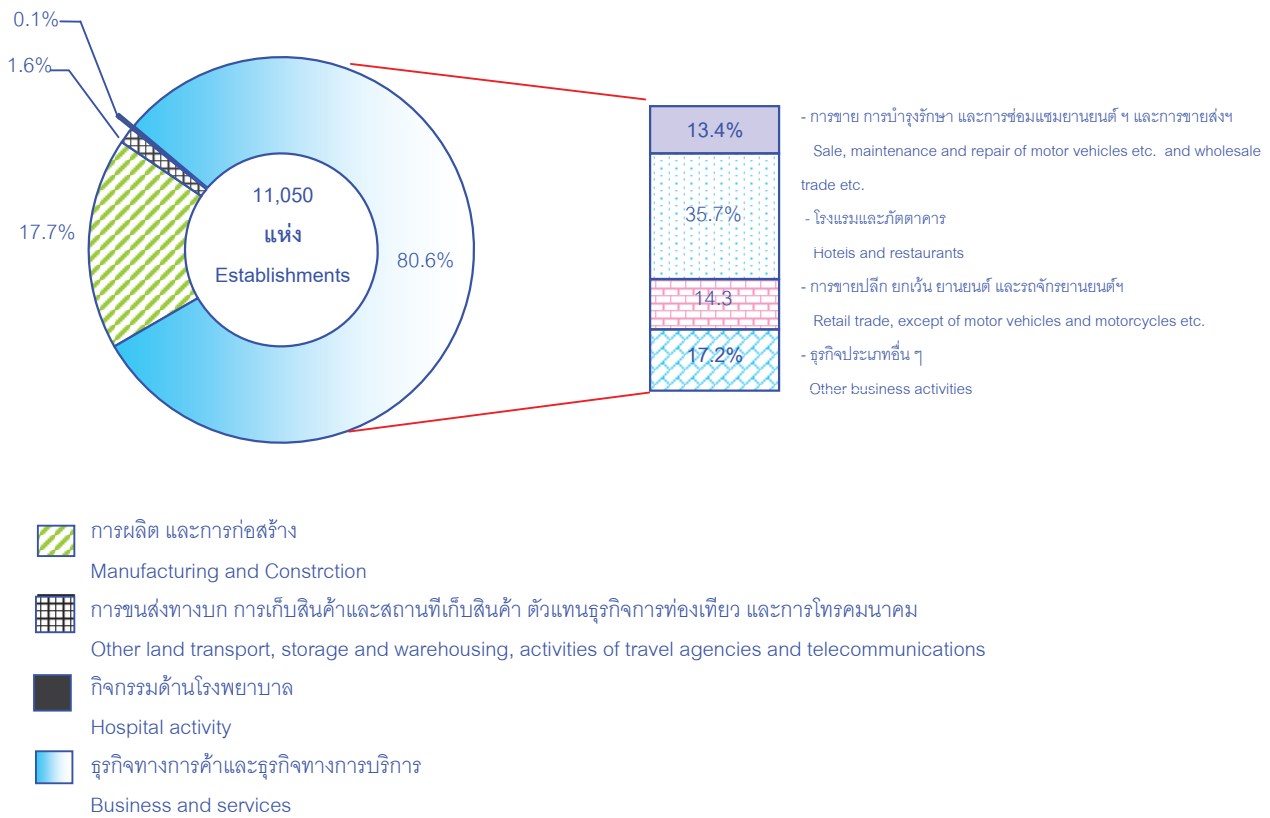 0.1%
1.6%
17.7%
11,050
แห่ง
Establishments
80.6%
13.4%
35.7%
14.3
17.2%
- การขาย การบำรุงรักษา และการซ่อมแซมยานยนต์ ฯ และการขายส่งฯ
Sale, maintenance and repair of motor vehicles etc. and wholesale
trade etc.
- โรงแรมและภัตตาคาร
Hotels and restaurants
- การขายปลีก ยกเว้น ยานยนต์ และรถจักรยานยนต์ฯ
Retail trade, except of motor vehicles and motorcycles etc.
- ธุรกิจประเภทอื่น ๆ
Other business activities
การผลิต และการก่อสร้าง
Manufacturing and Constrction
การขนส่งทางบก การเก็บสินค้าและสถานที่เก็บสินค้า ตัวแทนธุรกิจการท่องเที่ยว และการโทรคมนาคม
Other land transport, storage and warehousing, activities of travel agencies and telecommunications
กิจกรรมด้านโรงพยาบาล
Hospital activity
ธุรกิจทางการค้าและธุรกิจทางการบริการ
Business and services